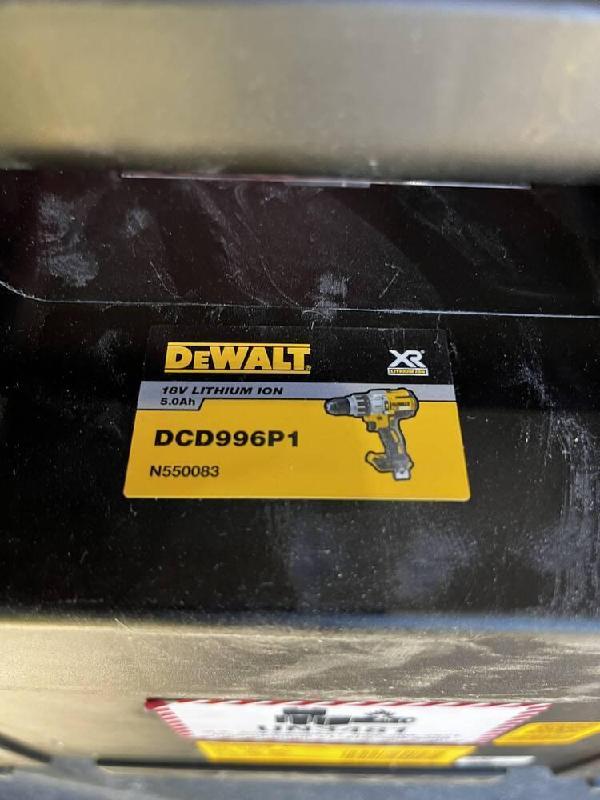 DEWALT
XR
LITHIUM ION
18V LITHIUM ION
5.0Ah
DCD996P1
N550083